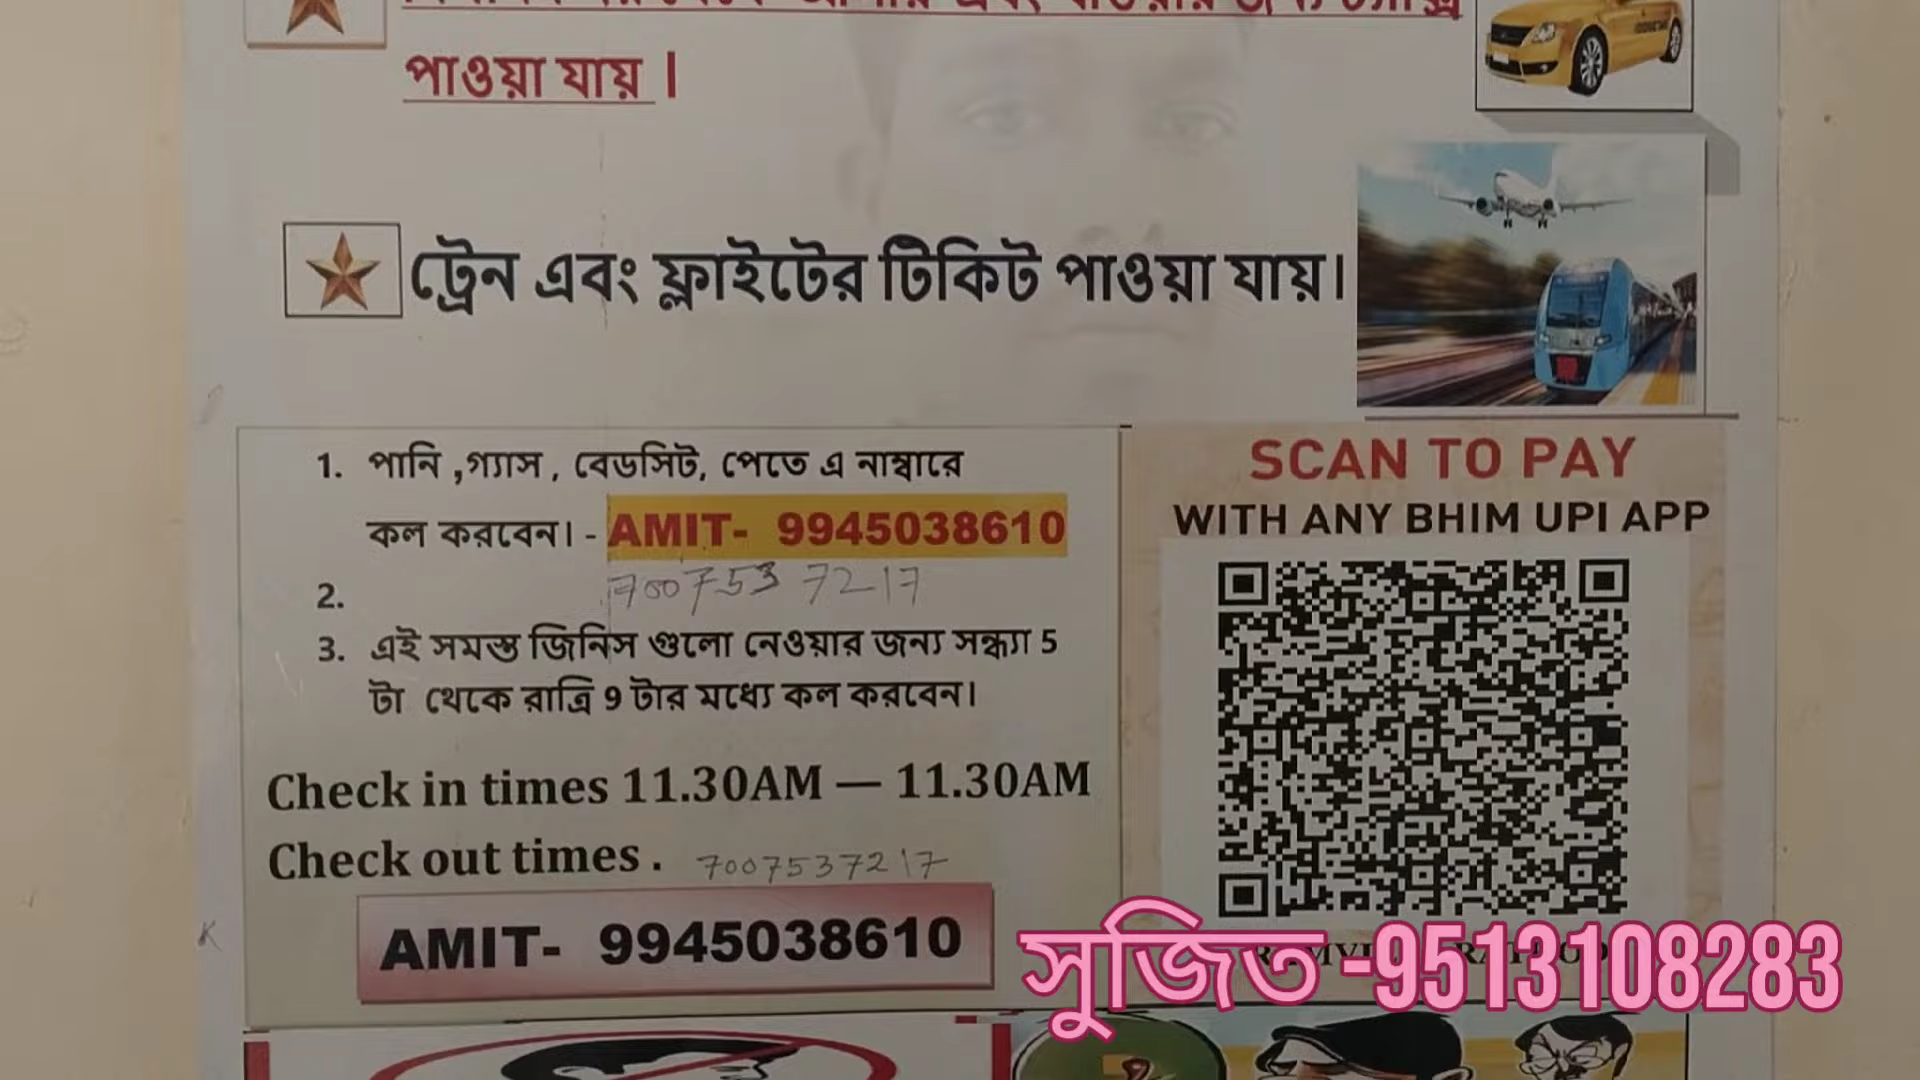 পাওয়া যায় ।
ট্রেন এবং ফ্লাইটের টিকিট পাওয়া যায়।
1. পানি ,গ্যাস , বেডসিট, পেতে এ নাম্বারে
কল করবেন। - AMIT- 9945038610
7007537217
2.
3. এই সমস্ত জিনিস গুলো নেওয়ার জন্য সন্ধ্যা 5
টা থেকে রাত্রি 9 টার মধ্যে কল করবেন।
Check in times 11.30AM — 11.30AM
Check out times . 7007537217
AMIT- 9945038610
SCAN TO PAY
WITH ANY BHIM UPI APP
সুজিত -9513108283